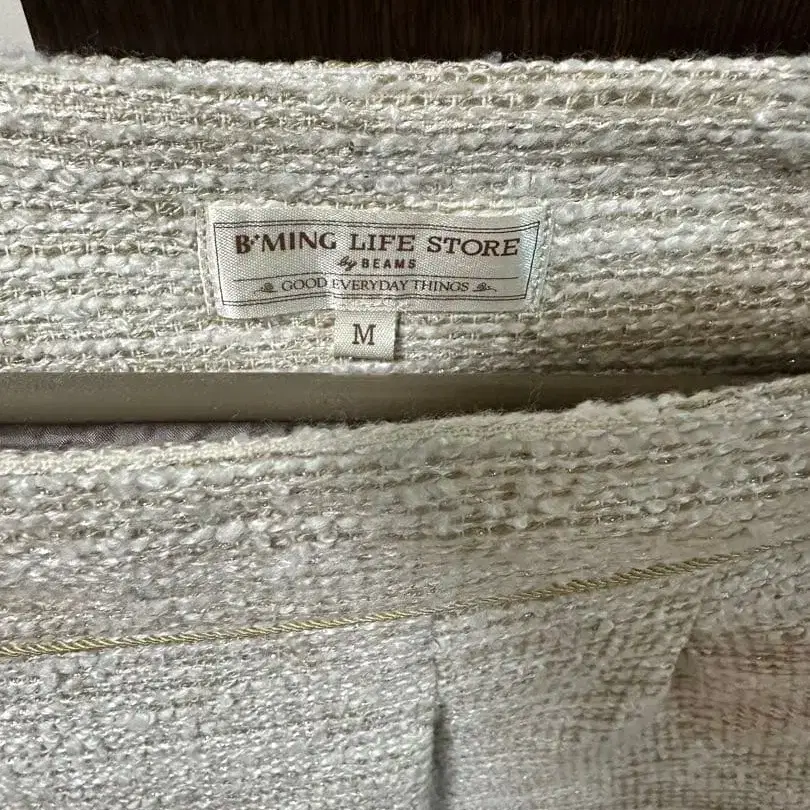 B•MING LIFE STORE
by BEAMS
GOOD EVERYDAY THINGS
M